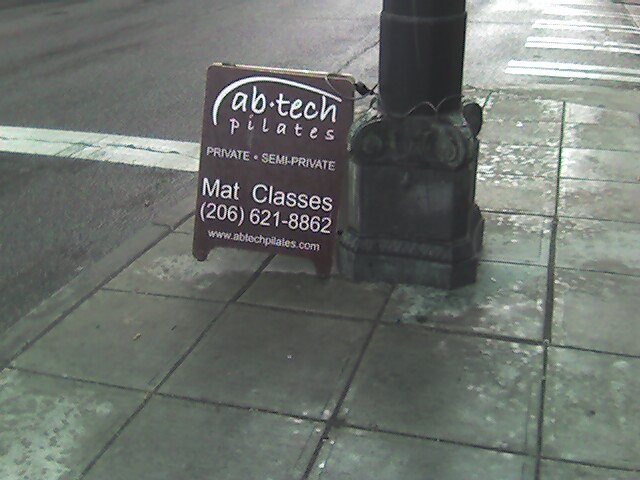 ab·tech
pilates
PRIVATE • SEMI-PRIVATE
Mat Classes
(206) 621-8862
www.abtechpilates.com